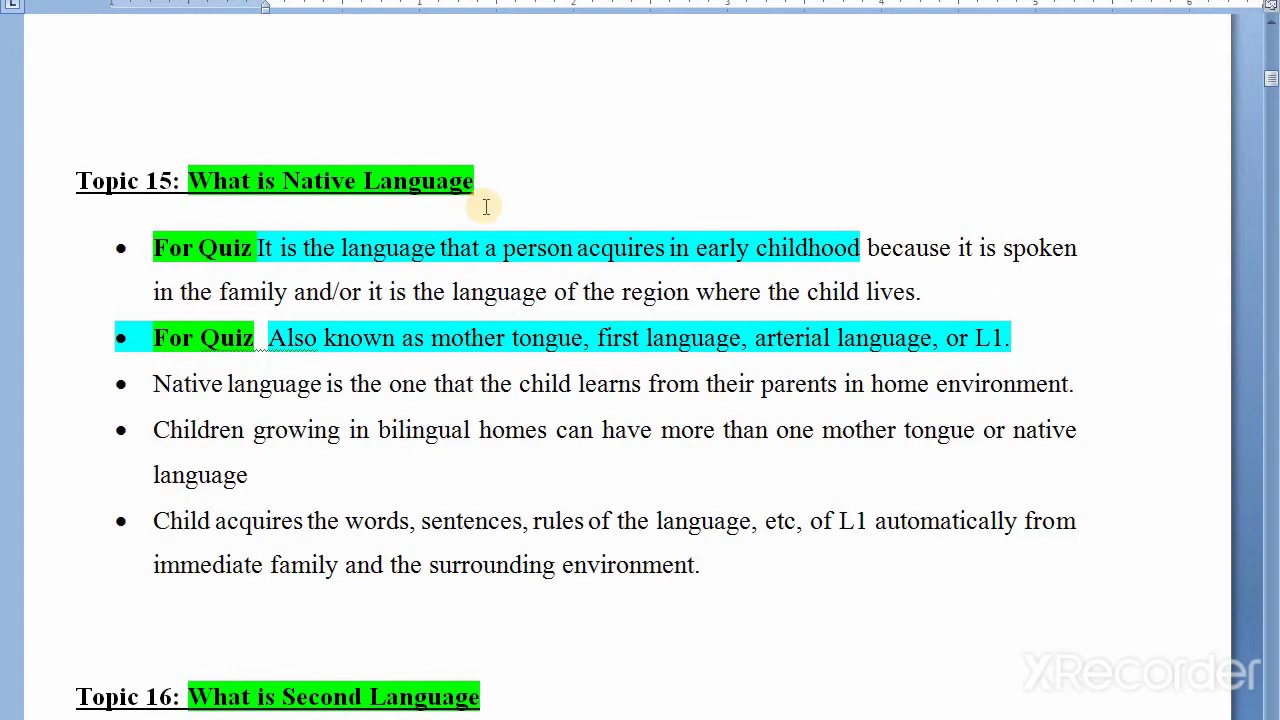 Topic 15: What is Native Language
• For Quiz It is the language that a person acquires in early childhood because it is spoken
in the family and/or it is the language of the region where the child lives.
• For Quiz Also known as mother tongue, first language, arterial language, or L1.
• Native language is the one that the child learns from their parents in home environment.
• Children growing in bilingual homes can have more than one mother tongue or native
language
• Child acquires the words, sentences, rules of the language, etc, of L1 automatically from
immediate family and the surrounding environment.
XRecorder
Topic 16: What is Second Language